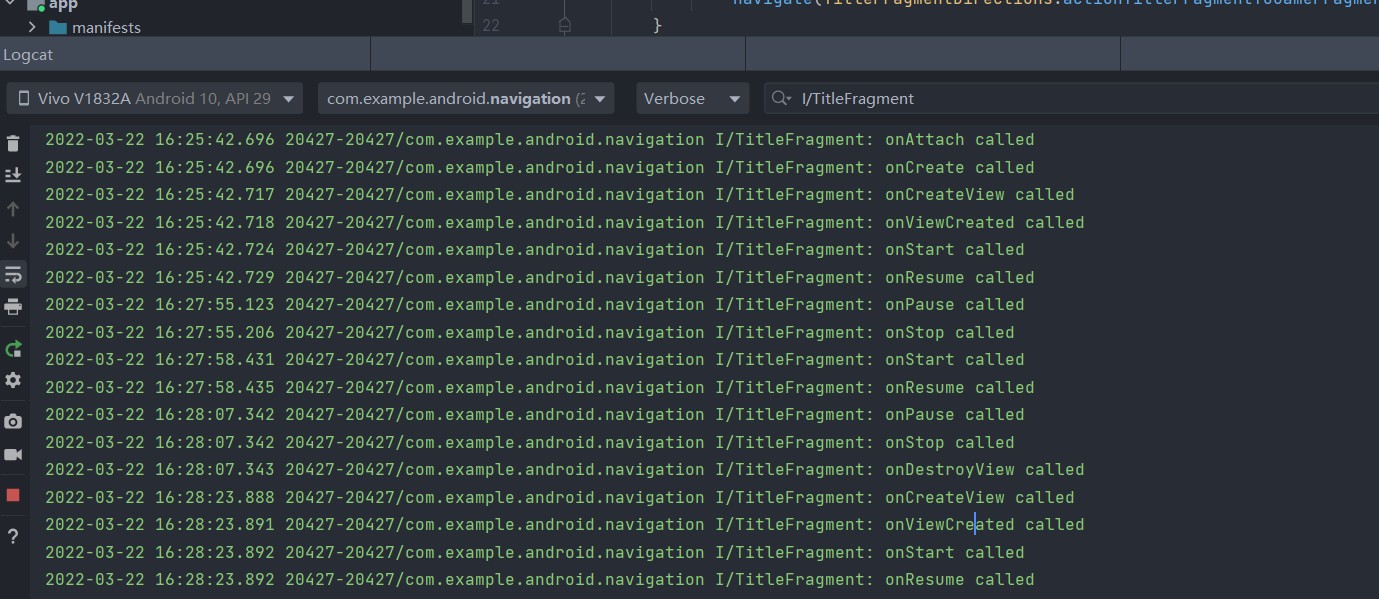 app
21
manifests
22 }
Logcat
Vivo V1832A Android 10, API 29 com.example.android.navigation (2 Verbose I/TitleFragment
2022-03-22 16:25:42.696 20427-20427/com.example.android.navigation I/TitleFragment: onAttach called
2022-03-22 16:25:42.696 20427-20427/com.example.android.navigation I/TitleFragment: onCreate called
2022-03-22 16:25:42.717 20427-20427/com.example.android.navigation I/TitleFragment: onCreateView called
2022-03-22 16:25:42.718 20427-20427/com.example.android.navigation I/TitleFragment: onViewCreated called
2022-03-22 16:25:42.724 20427-20427/com.example.android.navigation I/TitleFragment: onStart called
2022-03-22 16:25:42.729 20427-20427/com.example.android.navigation I/TitleFragment: onResume called
2022-03-22 16:27:55.123 20427-20427/com.example.android.navigation I/TitleFragment: onPause called
2022-03-22 16:27:55.206 20427-20427/com.example.android.navigation I/TitleFragment: onStop called
2022-03-22 16:27:58.431 20427-20427/com.example.android.navigation I/TitleFragment: onStart called
2022-03-22 16:27:58.435 20427-20427/com.example.android.navigation I/TitleFragment: onResume called
2022-03-22 16:28:07.342 20427-20427/com.example.android.navigation I/TitleFragment: onPause called
2022-03-22 16:28:07.342 20427-20427/com.example.android.navigation I/TitleFragment: onStop called
2022-03-22 16:28:07.343 20427-20427/com.example.android.navigation I/TitleFragment: onDestroyView called
2022-03-22 16:28:23.888 20427-20427/com.example.android.navigation I/TitleFragment: onCreateView called
2022-03-22 16:28:23.891 20427-20427/com.example.android.navigation I/TitleFragment: onViewCreated called
2022-03-22 16:28:23.892 20427-20427/com.example.android.navigation I/TitleFragment: onStart called
2022-03-22 16:28:23.892 20427-20427/com.example.android.navigation I/TitleFragment: onResume called